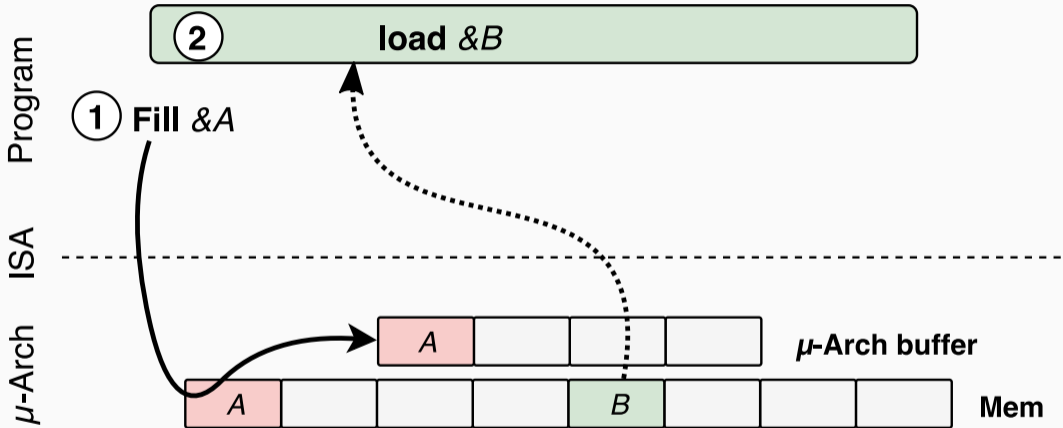 Program
2 load &B
1 Fill &A
ISA
μ-Arch
A
μ-Arch buffer
A
B
Mem